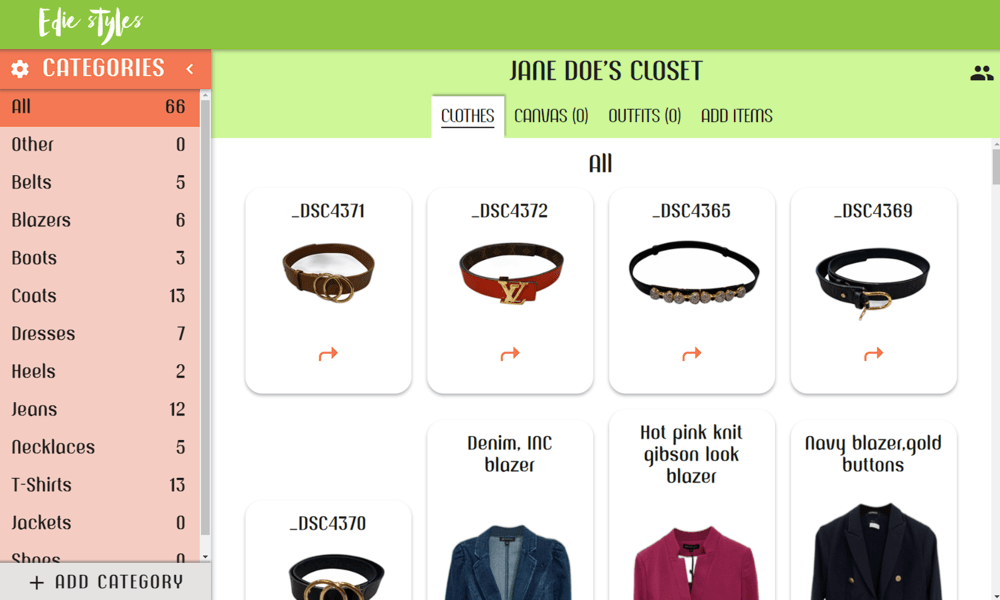 Edie styles
CATEGORIES
All 66
Other 0
Belts 5
Blazers 6
Boots 3
Coats 13
Dresses 7
Heels 2
Jeans 12
Necklaces 5
T-Shirts 13
Jackets 0
Shoes 0
+ ADD CATEGORY
JANE DOE'S CLOSET
CLOTHES CANVAS (0) OUTFITS (0) ADD ITEMS
All
_DSC4371
_DSC4372
_DSC4365
_DSC4369
_DSC4370
Denim, INC
blazer
Hot pink knit
gibson look
blazer
Navy blazer,gold
buttons